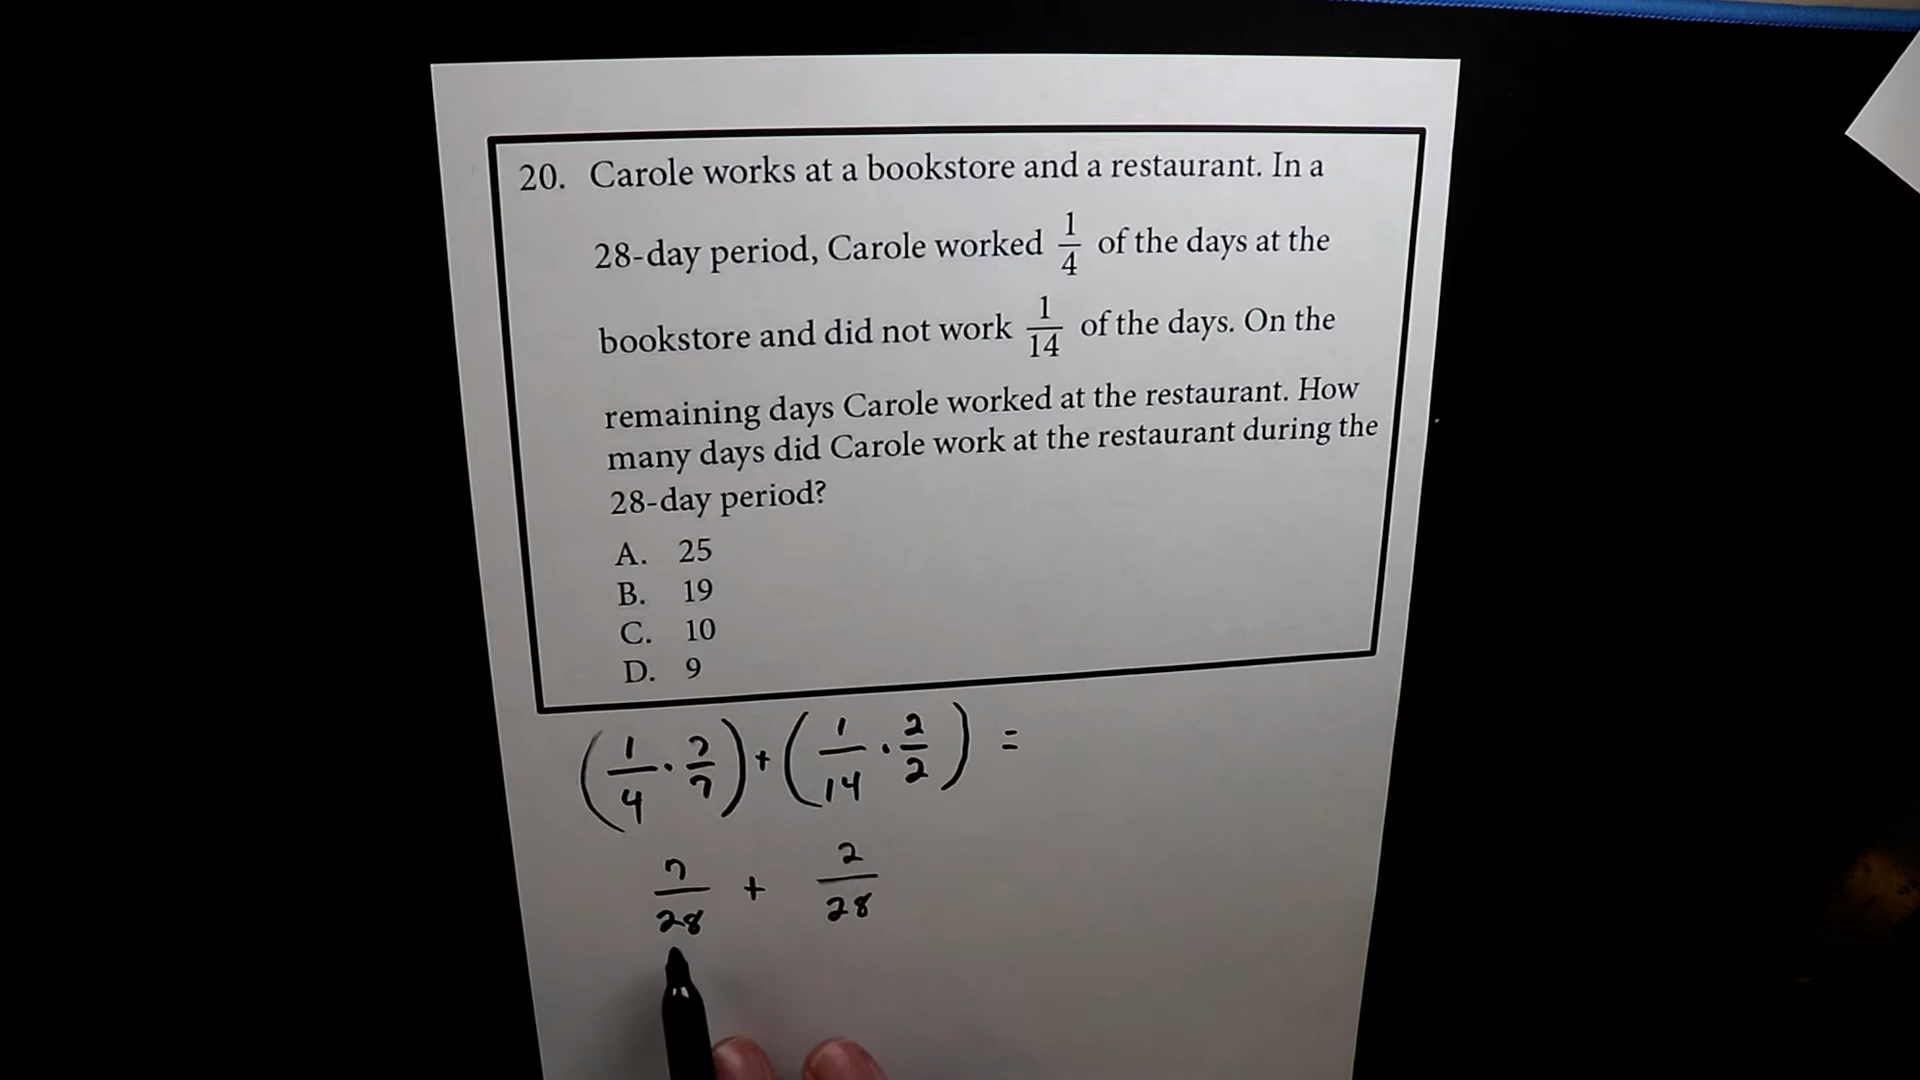 20. Carole works at a bookstore and a restaurant. In a
28-day period, Carole worked 1/4 of the days at the
bookstore and did not work 1/14 of the days. On the
remaining days Carole worked at the restaurant. How
many days did Carole work at the restaurant during the
28-day period?
A. 25
B. 19
C. 10
D. 9
(1/4 · 7/7) + (1/14 · 2/2) =
7/28 + 2/28